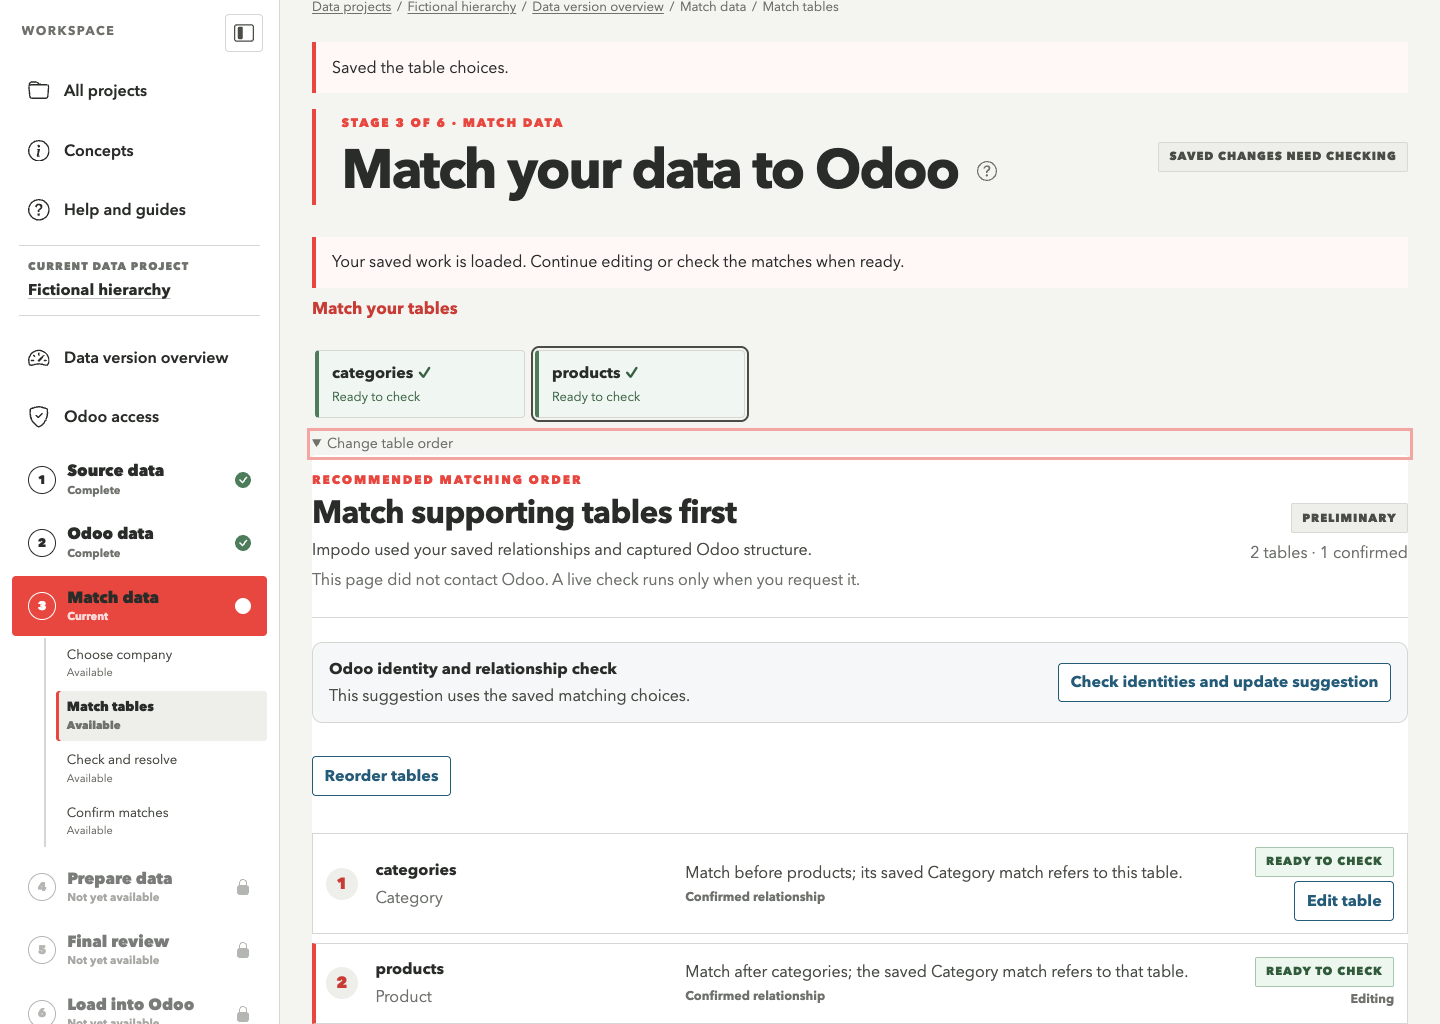 WORKSPACE
All projects
Concepts
Help and guides
CURRENT DATA PROJECT
Fictional hierarchy
Data version overview
Odoo access
1 Source data
Complete
2 Odoo data
Complete
3 Match data
Current
Choose company
Available
Match tables
Available
Check and resolve
Available
Confirm matches
Available
4 Prepare data
Not yet available
5 Final review
Not yet available
6 Load into Odoo
Not yet available
Data projects / Fictional hierarchy / Data version overview / Match data / Match tables
Saved the table choices.
STAGE 3 OF 6 · MATCH DATA
Match your data to Odoo ?
SAVED CHANGES NEED CHECKING
Your saved work is loaded. Continue editing or check the matches when ready.
Match your tables
categories ✓
Ready to check
products ✓
Ready to check
▼ Change table order
RECOMMENDED MATCHING ORDER
Match supporting tables first
PRELIMINARY
Impodo used your saved relationships and captured Odoo structure.
2 tables · 1 confirmed
This page did not contact Odoo. A live check runs only when you request it.
Odoo identity and relationship check
This suggestion uses the saved matching choices.
Check identities and update suggestion
Reorder tables
1
categories
Category
Match before products; its saved Category match refers to this table.
Confirmed relationship
READY TO CHECK
Edit table
2
products
Product
Match after categories; the saved Category match refers to that table.
Confirmed relationship
READY TO CHECK
Editing